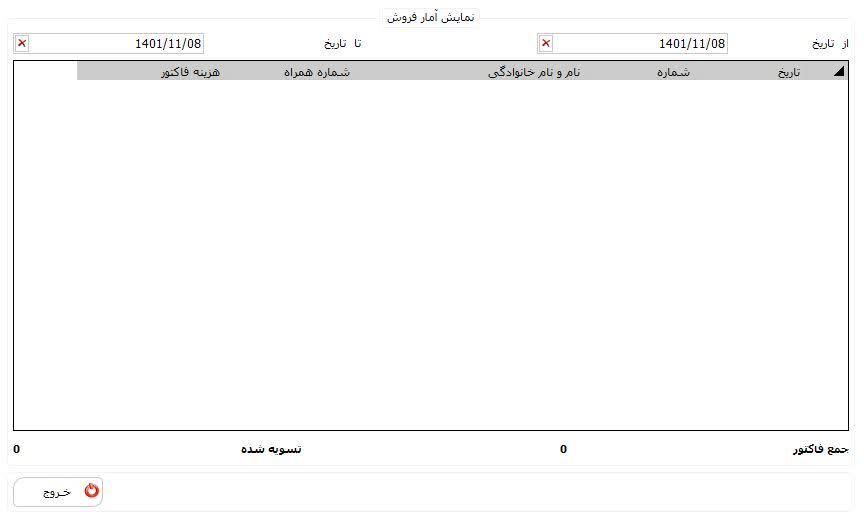 نمایش آمار فروش
از تاریخ 1401/11/08 تا تاریخ 1401/11/08
تاریخ شماره نام و نام خانوادگی شماره همراه هزینه فاکتور
جمع فاکتور 0 تسویه شده 0
خروج